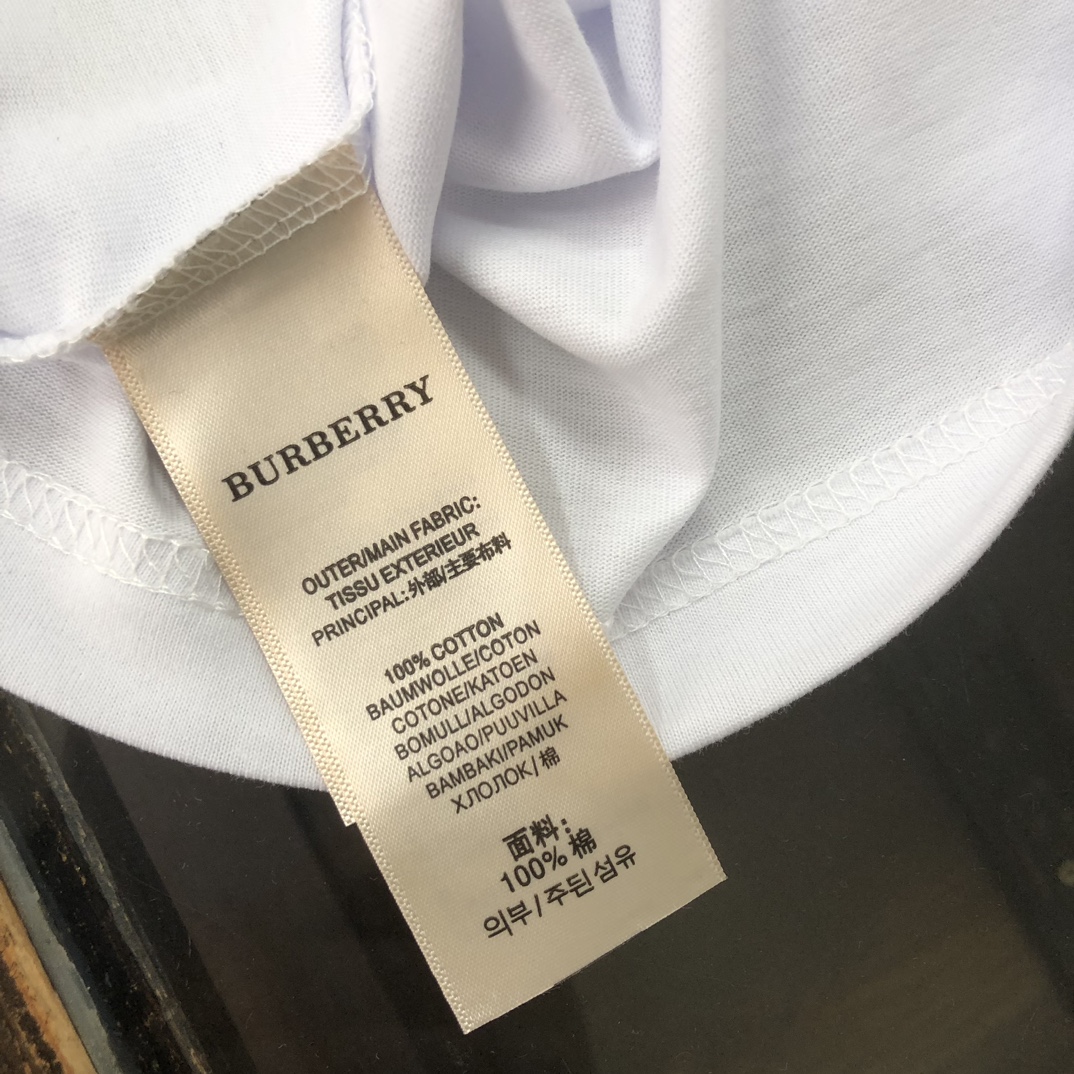 BURBERRY
OUTER/MAIN FABRIC:
TISSU EXTERIEUR
PRINCIPAL:外部/主要布料
100% COTTON
BAUMWOLLE/COTON
COTONE/KATOEN
BOMULL/ALGODON
ALGOAO/PUUVILLA
BAMBAKI/PAMUK
ХЛОЛОК/棉
面料:
100% 棉
의부/주된섬유